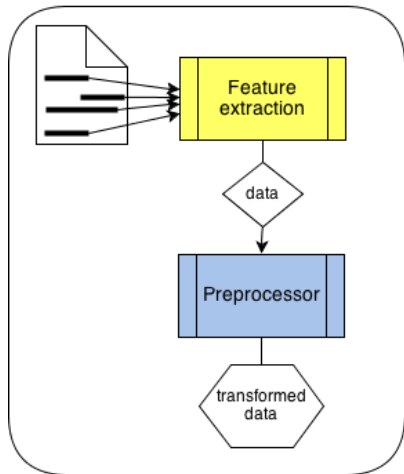 Feature
extraction
data
Preprocessor
transformed
data